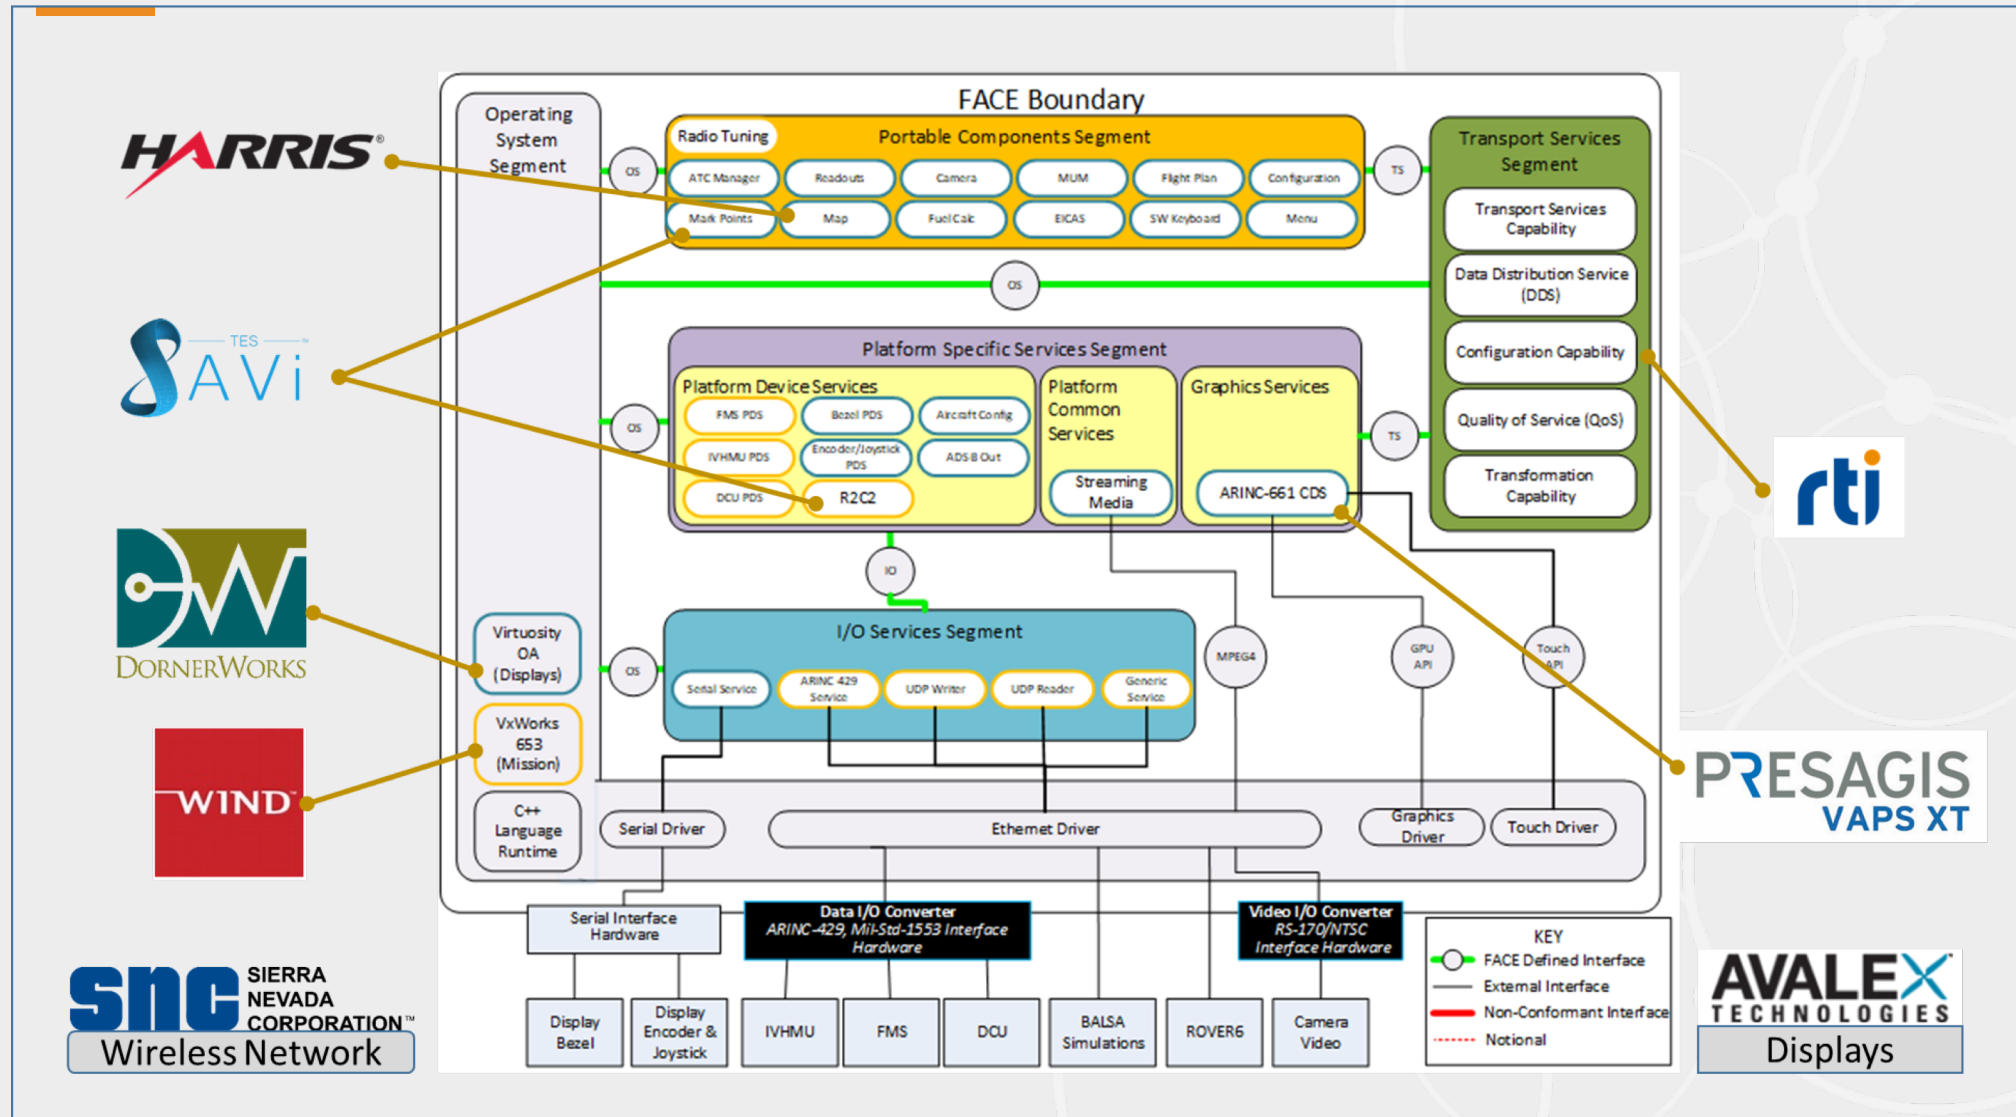 FACE Boundary
Operating
System
Segment
HARRIS®
Radio Tuning
Portable Components Segment
OS
ATC Manager
Readouts
Camera
MUM
Flight Plan
Configuration
Mark Points
Map
Fuel Calc
EICAS
SW Keyboard
Menu
TS
Transport Services
Segment
Transport Services
Capability
Data Distribution Service
(DDS)
Configuration Capability
Quality of Service (QoS)
Transformation
Capability
OS
TES
SAVi
Platform Specific Services Segment
OS
Platform Device Services
FMS PDS
Bezel PDS
Aircraft Config
IVHMU PDS
Encoder/Joystick
PDS
ADS-B Out
DCU PDS
R2C2
Platform
Common
Services
Streaming
Media
Graphics Services
ARINC-661 CDS
TS
rti
IO
DW
DORNERWORKS
Virtuosity
OA
(Displays)
OS
I/O Services Segment
Serial Service
ARINC 429
Service
UDP Writer
UDP Reader
Generic
Service
MPEG4
GPU
API
Touch
API
WIND™
VxWorks
653
(Mission)
PRESAGIS
VAPS XT
C++
Language
Runtime
Serial Driver
Ethernet Driver
Graphics
Driver
Touch Driver
Serial Interface
Hardware
Data I/O Converter
ARINC-429, Mil-Std-1553 Interface
Hardware
Video I/O Converter
RS-170/NTSC
Interface Hardware
snc
SIERRA
NEVADA
CORPORATION™
Wireless Network
Display
Bezel
Display
Encoder &
Joystick
IVHMU
FMS
DCU
BALSA
Simulations
ROVER6
Camera
Video
KEY
FACE Defined Interface
External Interface
Non-Conformant Interface
Notional
AVALEX™
TECHNOLOGIES
Displays